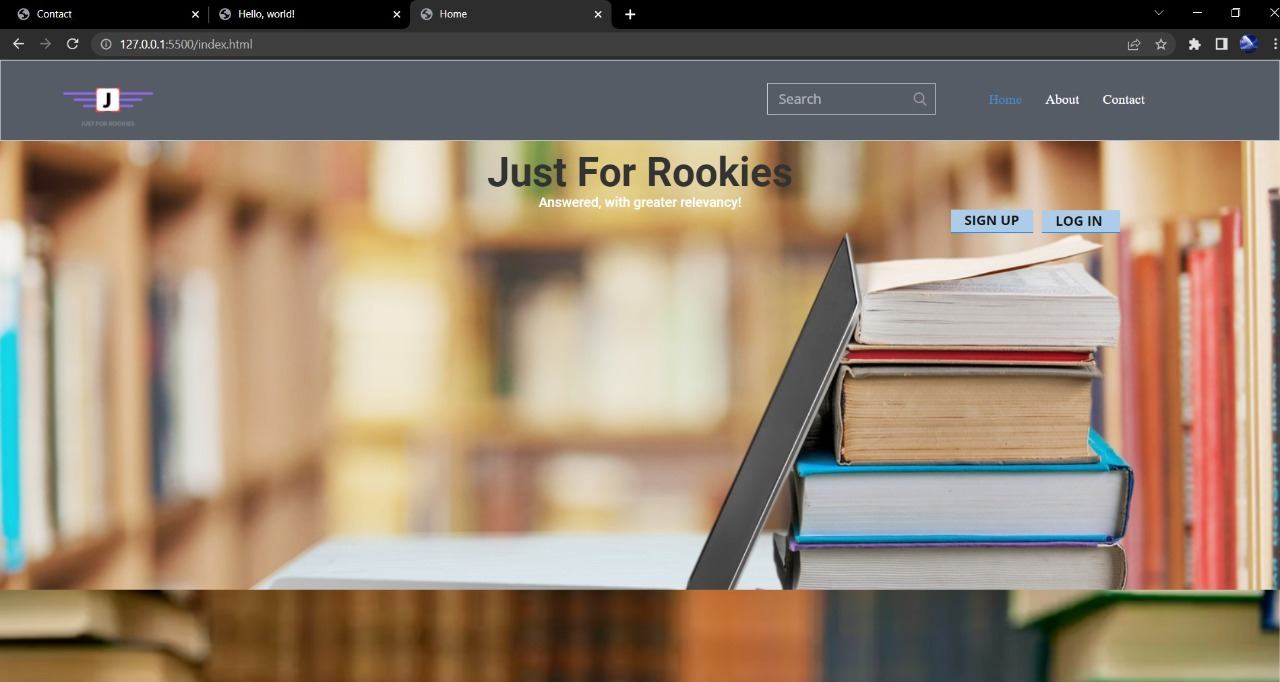 Contact
Hello, world!
Home
127.0.0.1:5500/index.html
J
JUST FOR ROOKIES
Search
Home
About
Contact
Just For Rookies
Answered, with greater relevancy!
SIGN UP
LOG IN